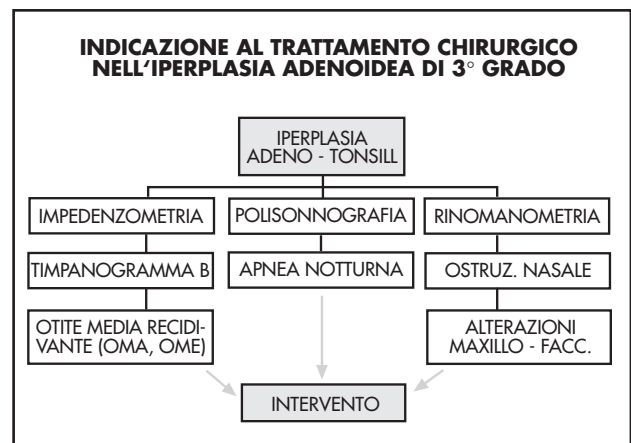 INDICAZIONE AL TRATTAMENTO CHIRURGICO
NELL'IPERPLASIA ADENOIDEA DI 3° GRADO
IPERPLASIA
ADENO - TONSILL
IMPEDENZOMETRIA
POLISONNOGRAFIA
RINOMANOMETRIA
TIMPANOGRAMMA B
APNEA NOTTURNA
OSTRUZ. NASALE
OTITE MEDIA RECIDI-
VANTE (OMA, OME)
ALTERAZIONI
MAXILLO - FACC.
INTERVENTO